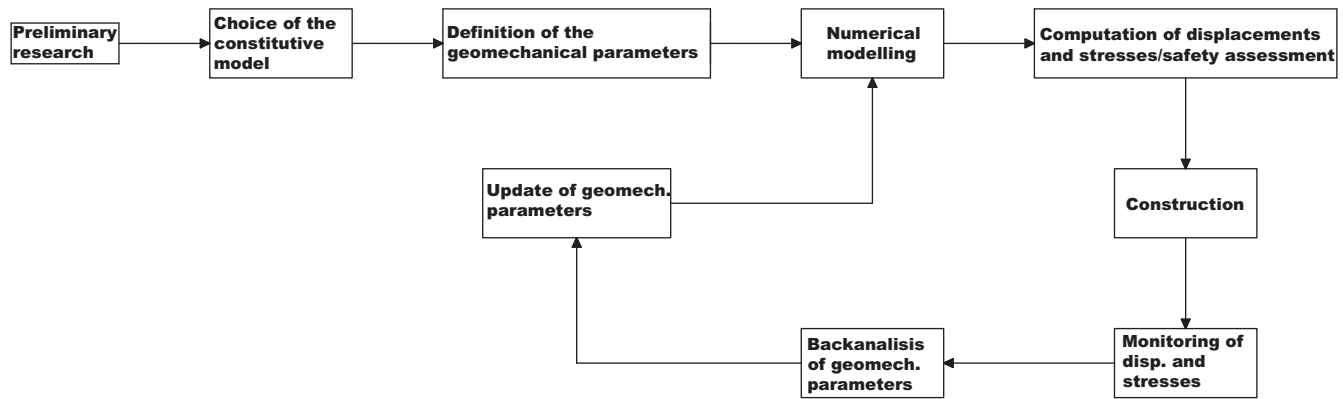 Preliminary
research
Choice of the
constitutive
model
Definition of the
geomechanical parameters
Numerical
modelling
Computation of displacements
and stresses/safety assessment
Update of geomech.
parameters
Construction
Backanalisis
of geomech.
parameters
Monitoring of
disp. and
stresses